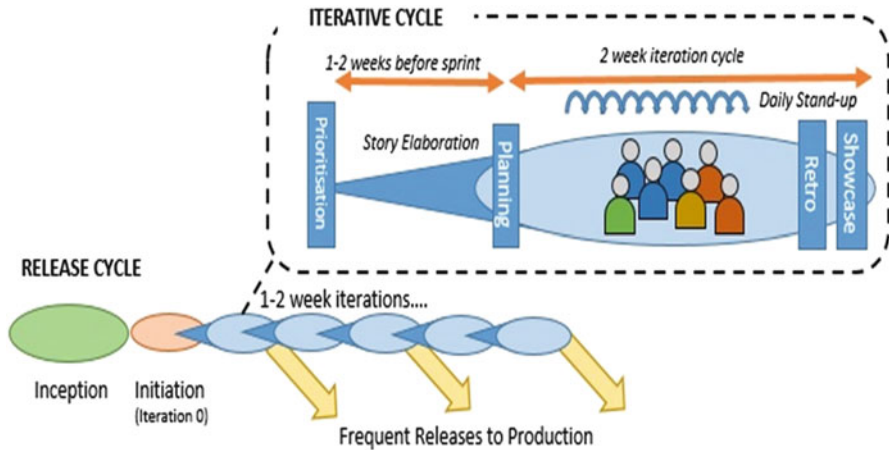 ITERATIVE CYCLE
1-2 weeks before sprint
2 week iteration cycle
Daily Stand-up
Prioritisation
Story Elaboration
Planning
Retro
Showcase
RELEASE CYCLE
1-2 week iterations....
Inception
Initiation
(Iteration 0)
Frequent Releases to Production